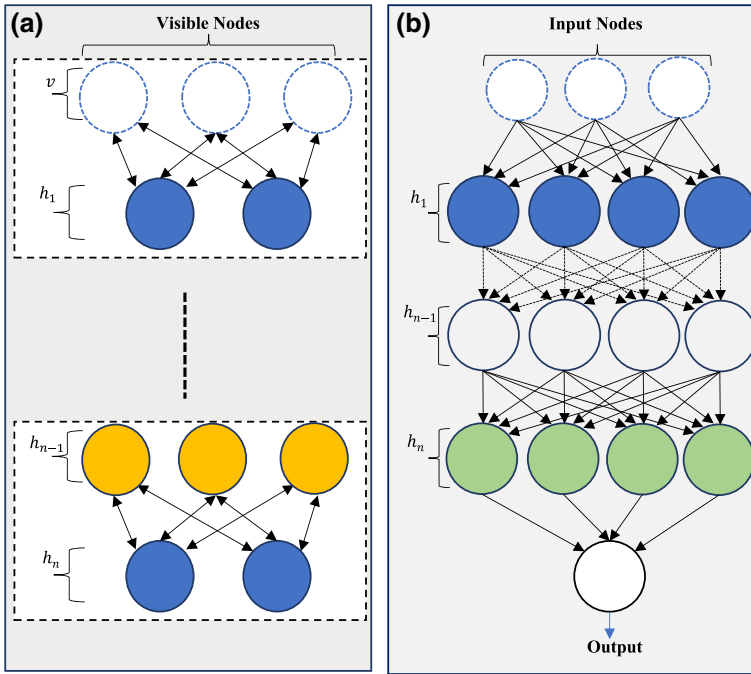 (a)
Visible Nodes
v
h₁
hₙ₋₁
hₙ
(b)
Input Nodes
h₁
hₙ₋₁
hₙ
Output